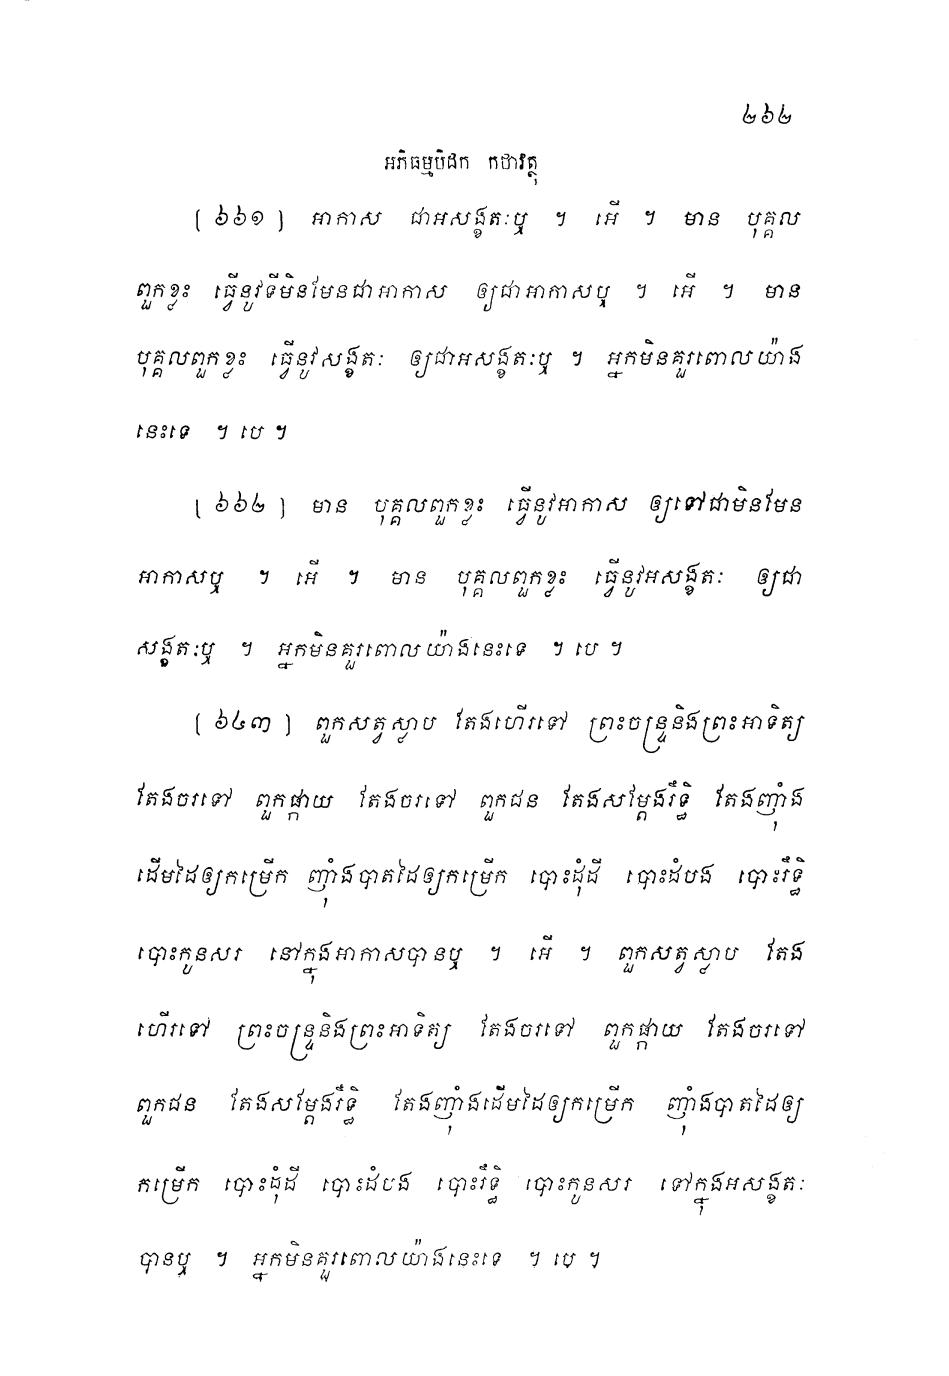 ២៦២
អភិធម្មបិដក កថាវត្ថុ
(៦៦១) អាកាស ជាអសង្ខតៈឬ ។ អើ ។ មាន បុគ្គល
ពួកខ្លះ ធ្វើនូវទីមិនមែនជាអាកាស ឲ្យជាអាកាសឬ ។ អើ ។ មាន
បុគ្គលពួកខ្លះ ធ្វើនូវសង្ខតៈ ឲ្យជាអសង្ខតៈឬ ។ អ្នកមិនគួរពោលយ៉ាង
នេះទេ ។ បេ ។
(៦៦២) មាន បុគ្គលពួកខ្លះ ធ្វើនូវអាកាស ឲ្យទៅជាមិនមែន
អាកាសឬ ។ អើ ។ មាន បុគ្គលពួកខ្លះ ធ្វើនូវអសង្ខតៈ ឲ្យជា
សង្ខតៈឬ ។ អ្នកមិនគួរពោលយ៉ាងនេះទេ ។ បេ ។
(៦៤៣) ពួកសត្វស្លាប តែងហើរទៅ ព្រះចន្ទ្រនិងព្រះអាទិត្យ
តែងចរទៅ ពួកផ្កាយ តែងចរទៅ ពួកជន តែងសម្ដែងរឹទ្ធិ តែងញុំាង
ដើមដៃឲ្យកម្រើក ញុំាងបាតដៃឲ្យកម្រើក បោះដុំដី បោះដំបង បោះរឹទ្ធិ
បោះកូនសរ នៅក្នុងអាកាសបានឬ ។ អើ ។ ពួកសត្វស្លាប តែង
ហើរទៅ ព្រះចន្ទ្រនិងព្រះអាទិត្យ តែងចរទៅ ពួកផ្កាយ តែងចរទៅ
ពួកជន តែងសម្ដែងរឹទ្ធិ តែងញុំាងដើមដៃឲ្យកម្រើក ញុំាងបាតដៃឲ្យ
កម្រើក បោះដុំដី បោះដំបង បោះរឹទ្ធិ បោះកូនសរ ទៅក្នុងអសង្ខតៈ
បានឬ ។ អ្នកមិនគួរពោលយ៉ាងនេះទេ ។ បេ ។